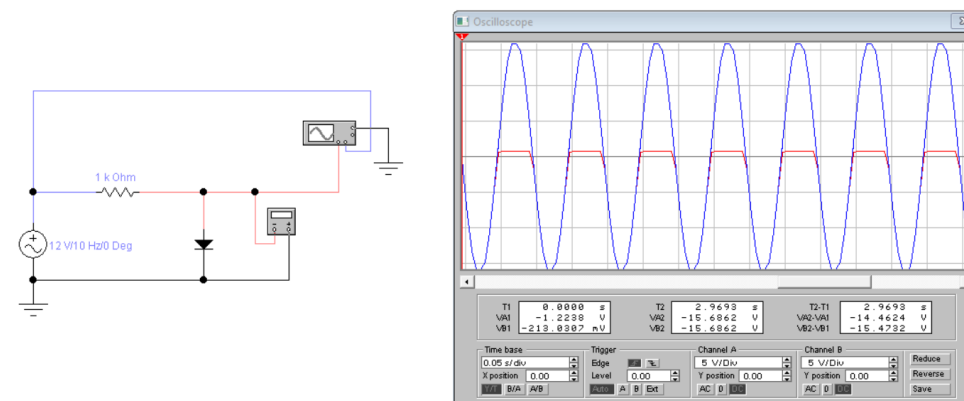 Oscilloscope
1 k Ohm
12 V/10 Hz/0 Deg
T1 0.0000 s
VA1 -1.2238 V
VB1 -213.0307 mV
T2 2.9693 s
VA2 -15.6862 V
VB2 -15.6862 V
T2-T1 2.9693 s
VA2-VA1 -14.4624 V
VB2-VB1 -15.4732 V
Time base
0.05 s/div
X position 0.00
Y/T B/A A/B
Trigger
Edge
Level 0.00
Auto A B Ext
Channel A
5 V/Div
Y position 0.00
AC 0 DC
Channel B
5 V/Div
Y position 0.00
AC 0 DC
Reduce
Reverse
Save